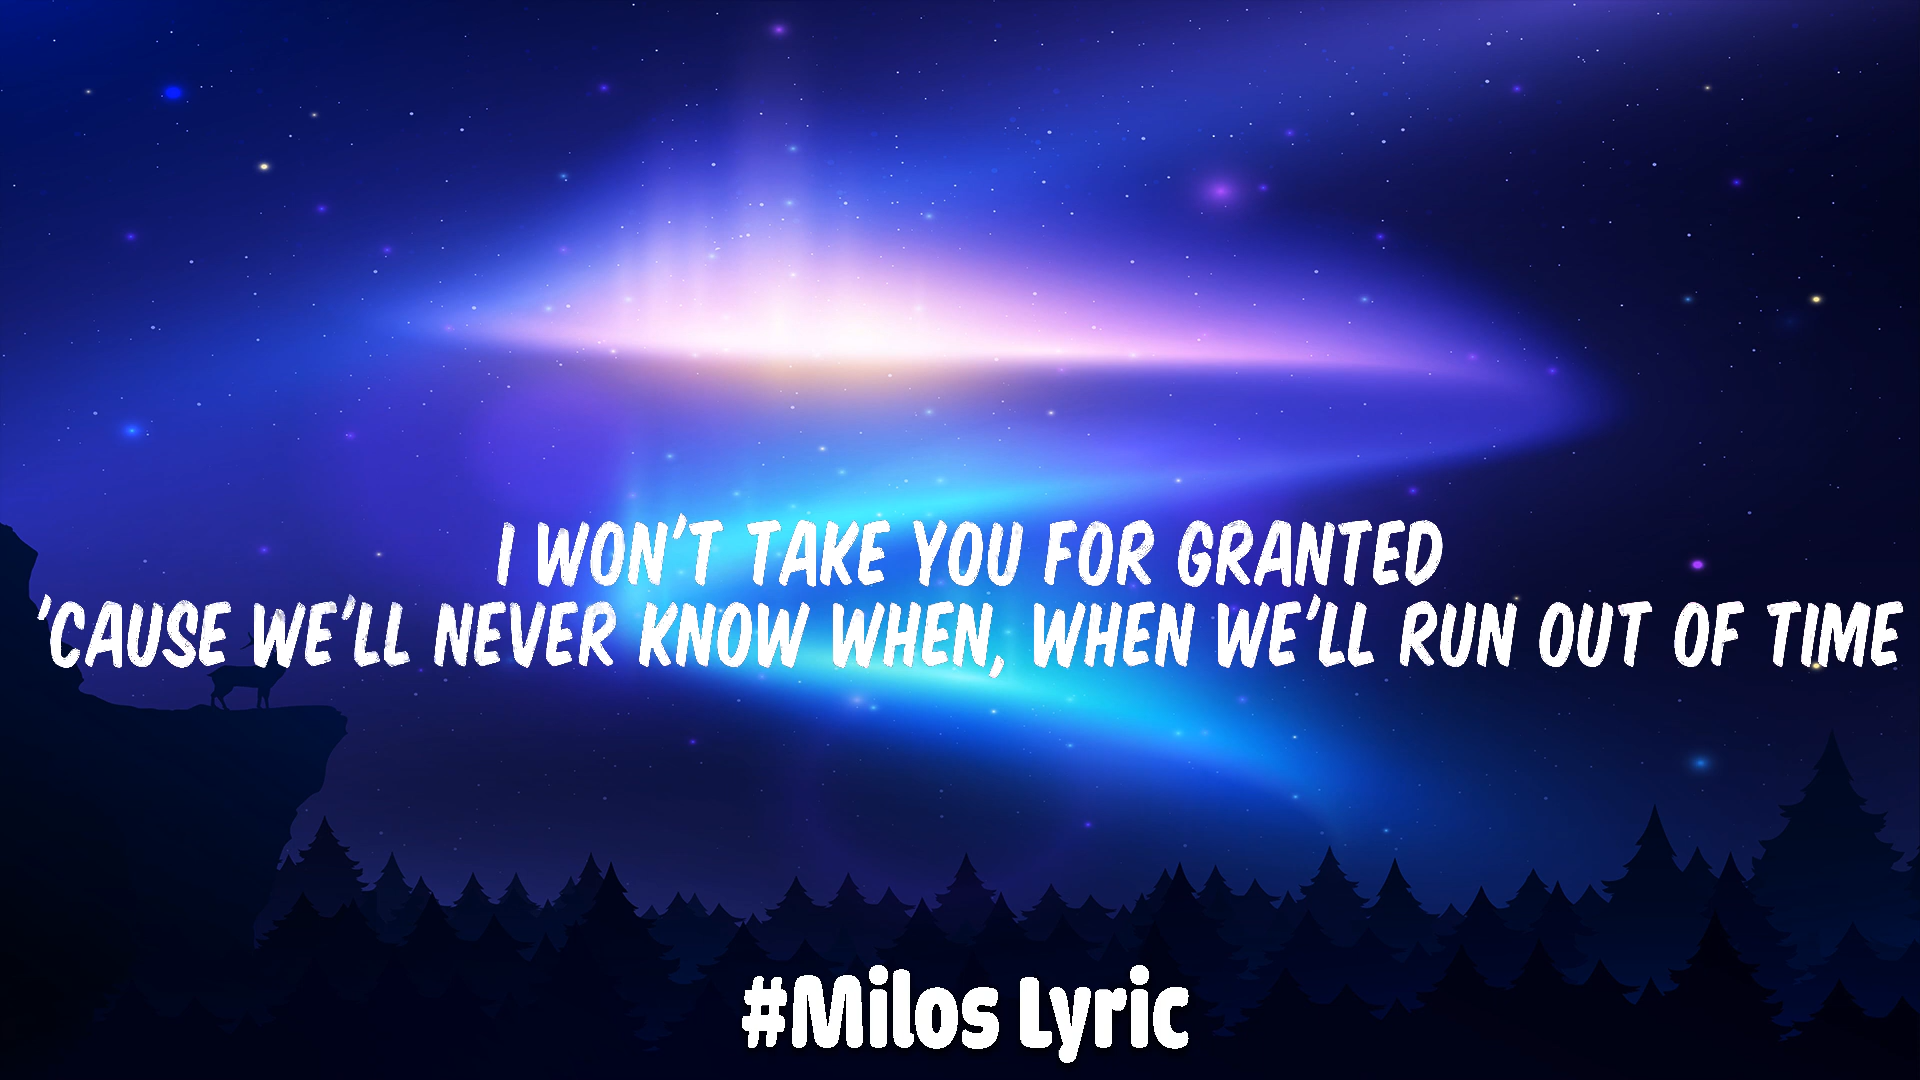 I WON'T TAKE YOU FOR GRANTED
'CAUSE WE'LL NEVER KNOW WHEN, WHEN WE'LL RUN OUT OF TIME
#Milos Lyric